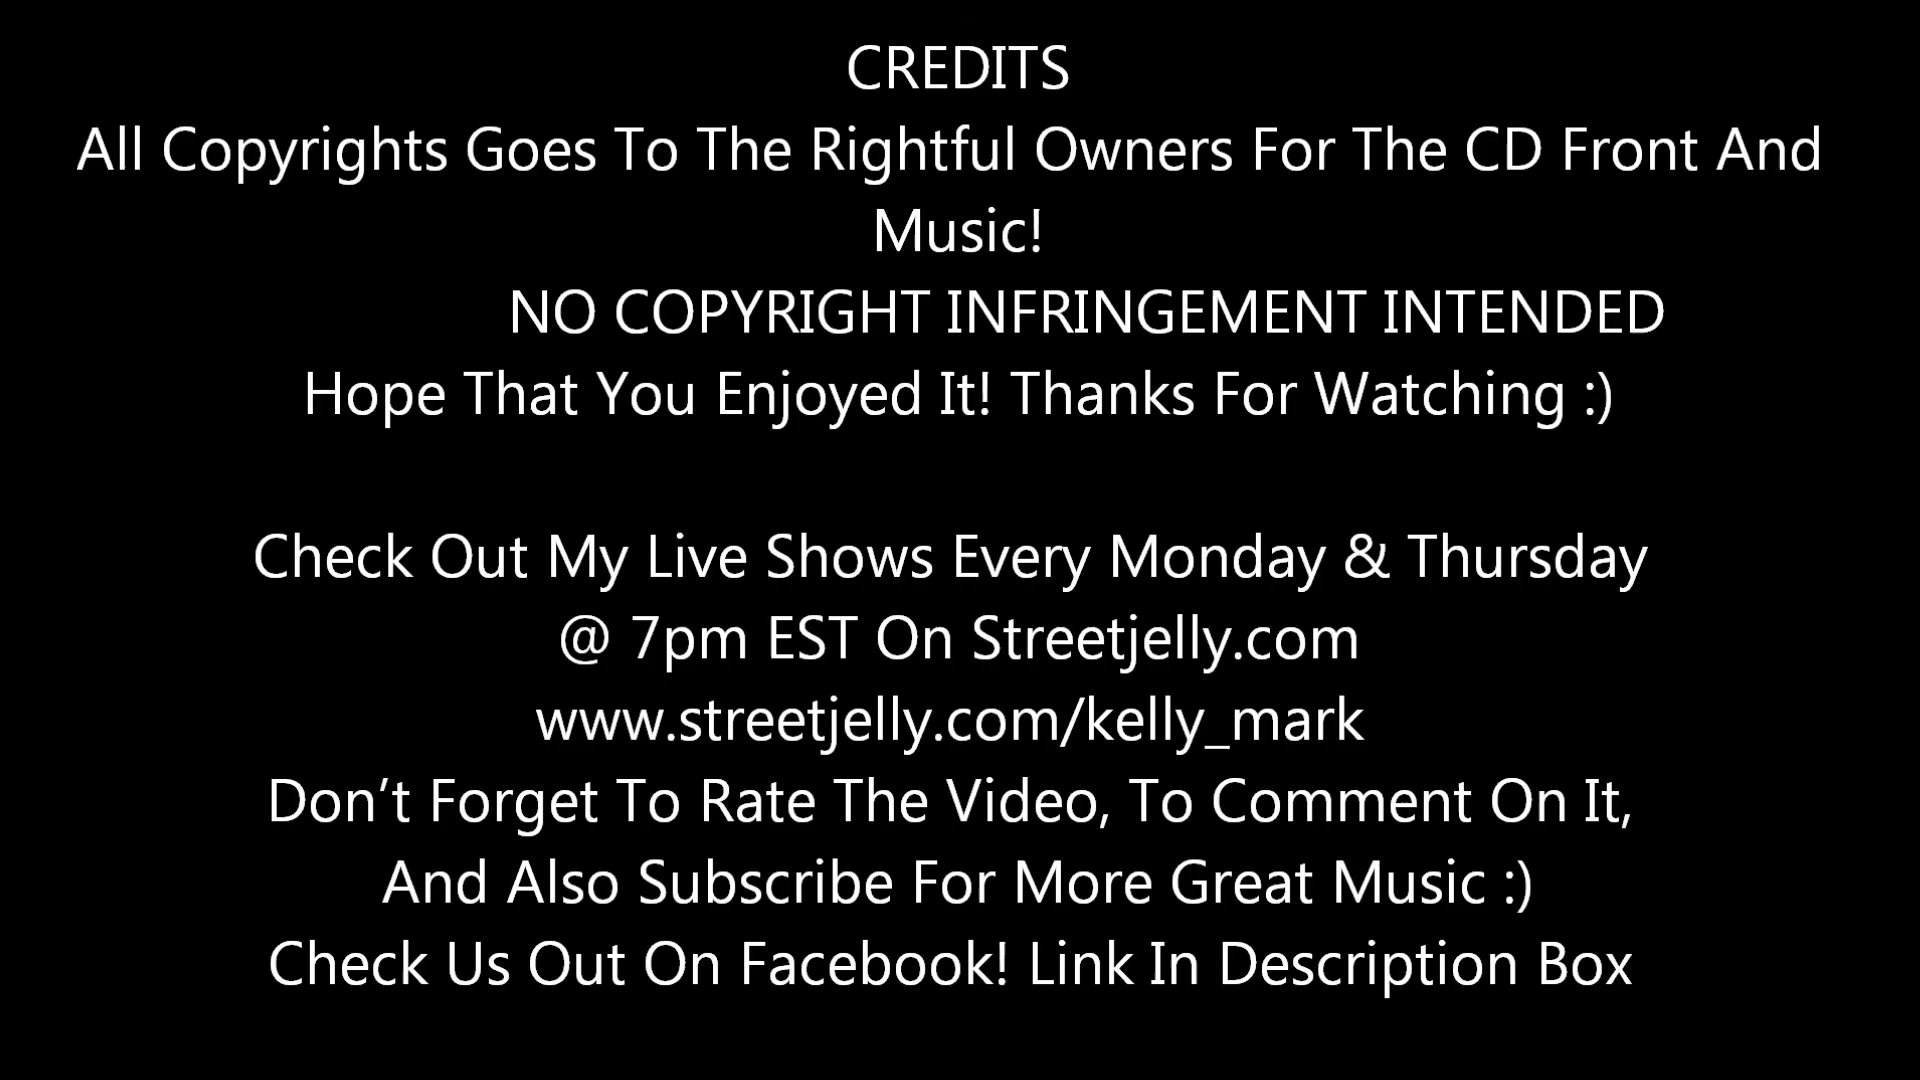 CREDITS
All Copyrights Goes To The Rightful Owners For The CD Front And
Music!
NO COPYRIGHT INFRINGEMENT INTENDED
Hope That You Enjoyed It! Thanks For Watching :)
Check Out My Live Shows Every Monday & Thursday
@ 7pm EST On Streetjelly.com
www.streetjelly.com/kelly_mark
Don’t Forget To Rate The Video, To Comment On It,
And Also Subscribe For More Great Music :)
Check Us Out On Facebook! Link In Description Box